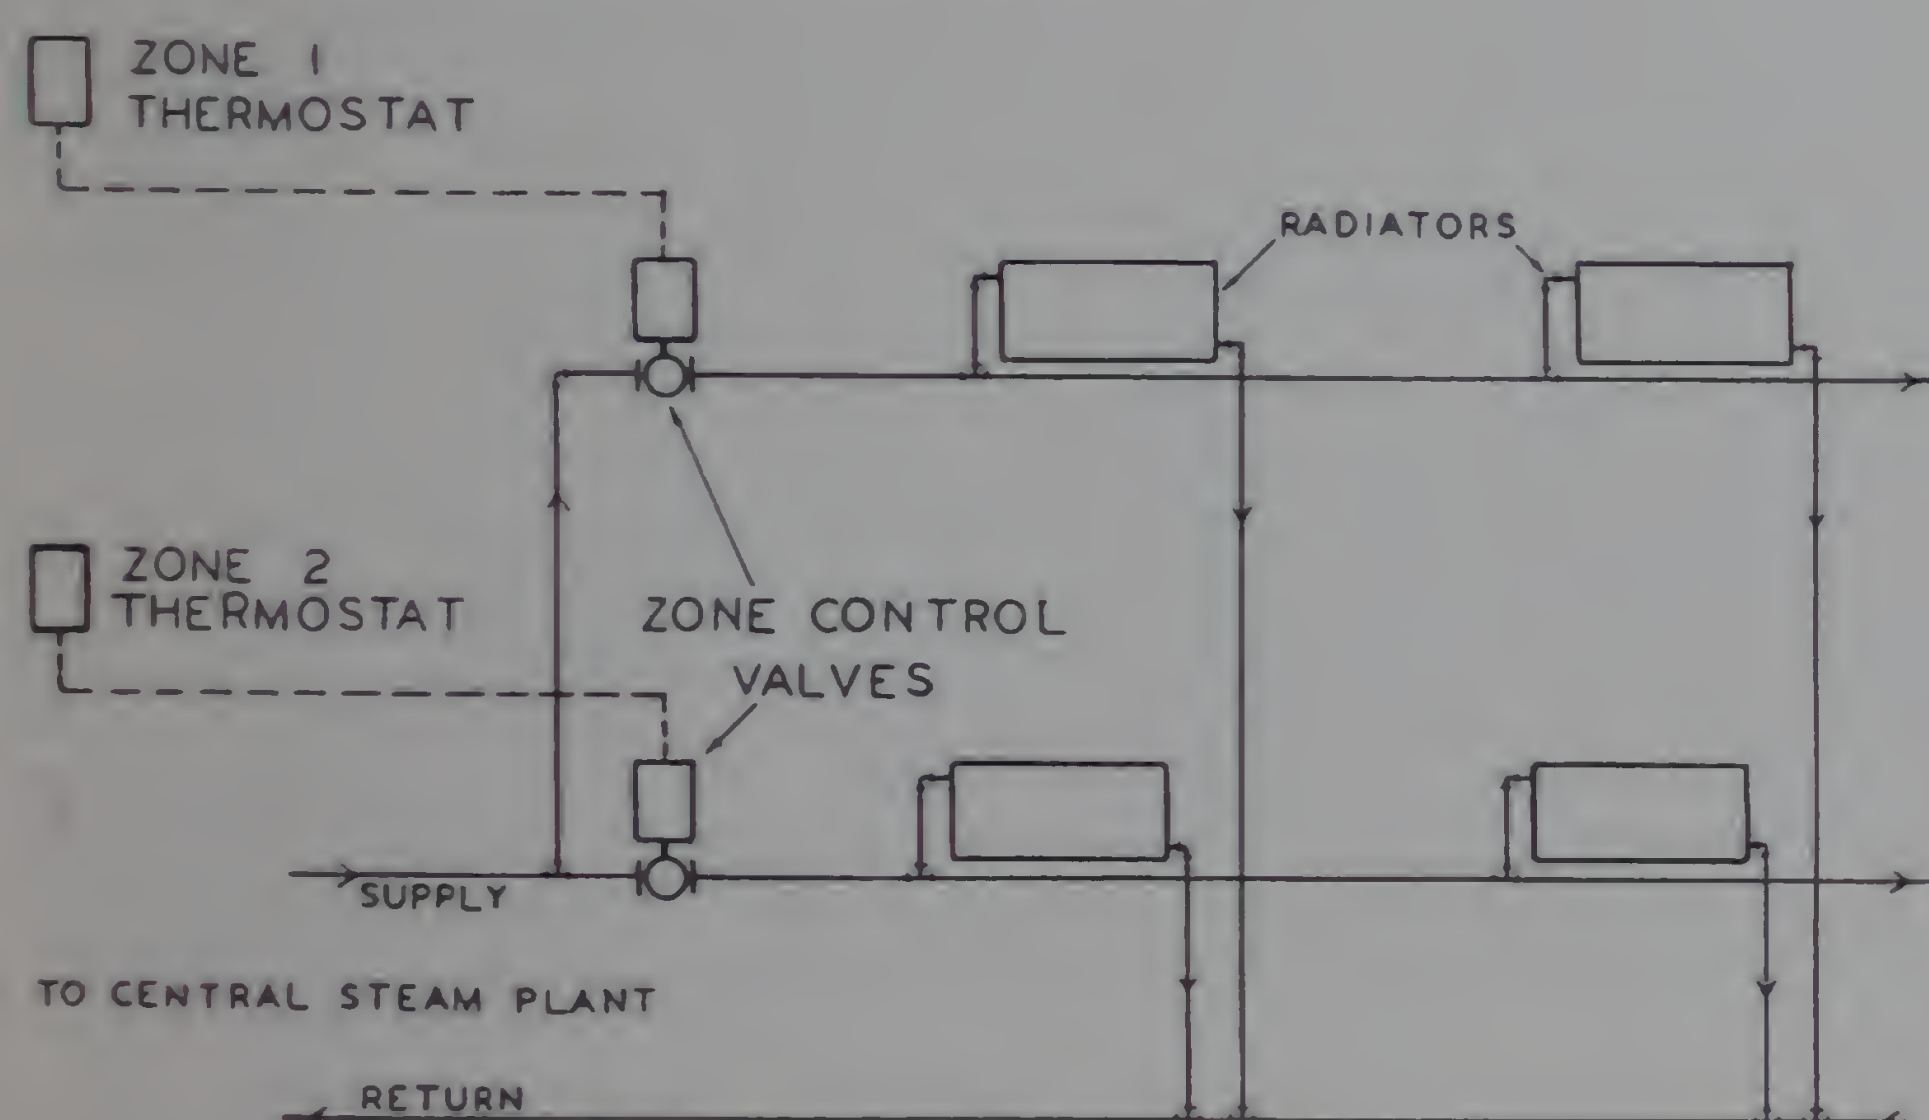 ZONE 1
THERMOSTAT
RADIATORS
ZONE 2
THERMOSTAT
ZONE CONTROL
VALVES
SUPPLY
TO CENTRAL STEAM PLANT
RETURN